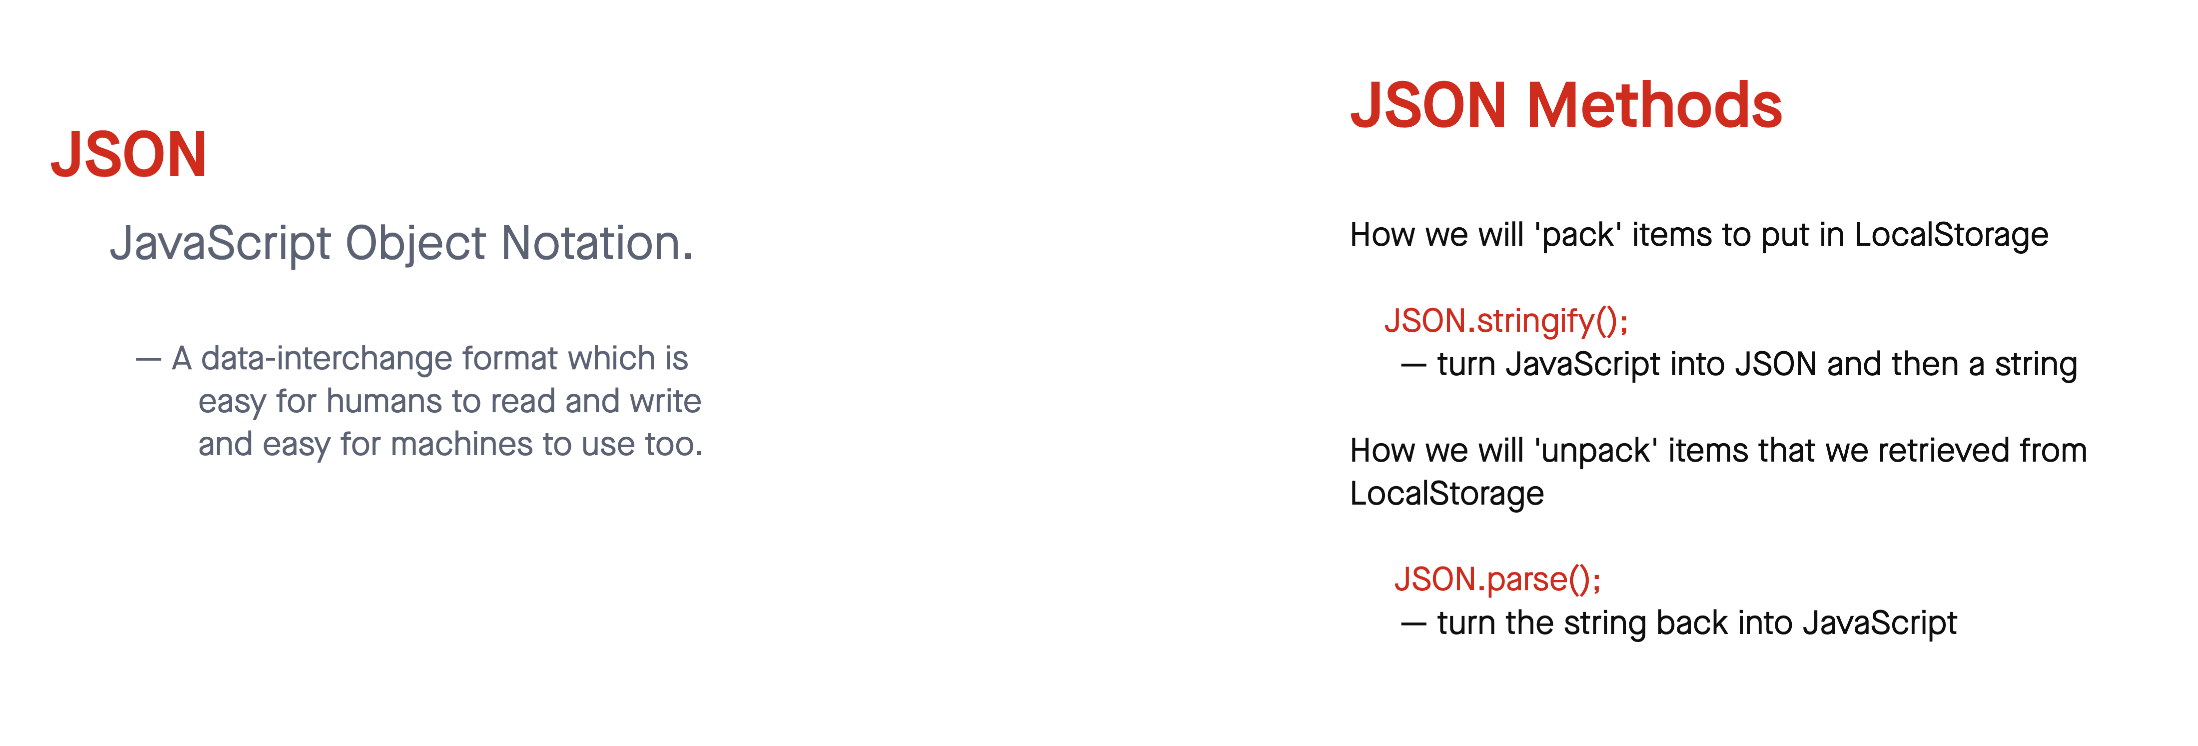 JSON
JavaScript Object Notation.
— A data-interchange format which is
easy for humans to read and write
and easy for machines to use too.
JSON Methods
How we will 'pack' items to put in LocalStorage
JSON.stringify();
— turn JavaScript into JSON and then a string
How we will 'unpack' items that we retrieved from
LocalStorage
JSON.parse();
— turn the string back into JavaScript